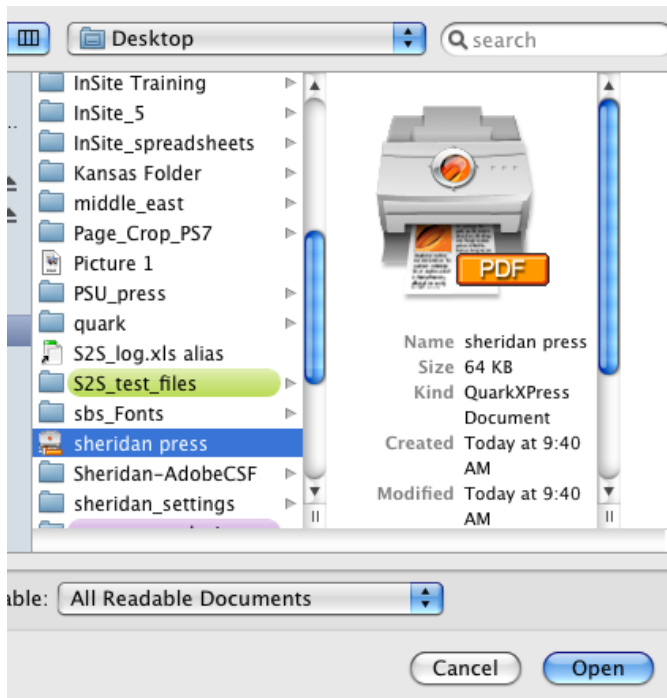 Desktop
search
InSite Training
InSite_5
InSite_spreadsheets
Kansas Folder
middle_east
Page_Crop_PS7
Picture 1
PSU_press
quark
S2S_log.xls alias
S2S_test_files
sbs_Fonts
sheridan press
Sheridan-AdobeCSF
sheridan_settings
PDF
Name sheridan press
Size 64 KB
Kind QuarkXPress
Document
Created Today at 9:40
AM
Modified Today at 9:40
AM
able: All Readable Documents
Cancel Open